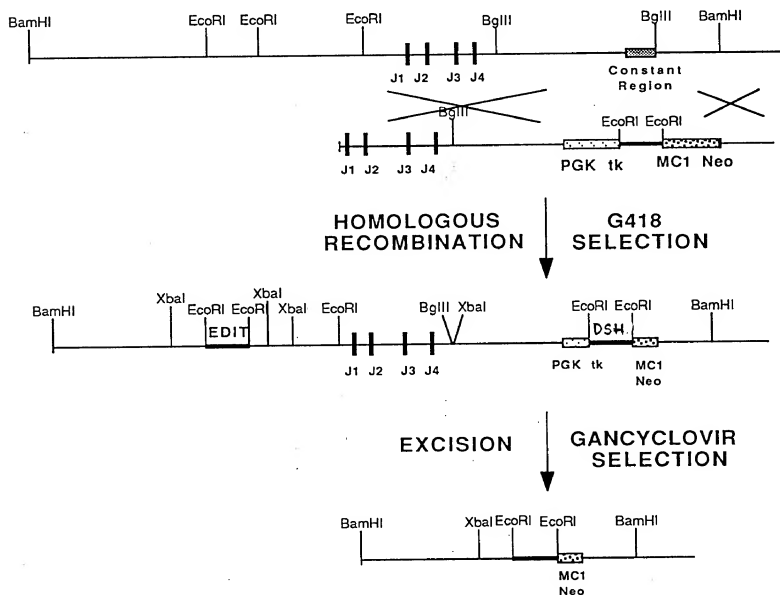 BamHI EcoRI EcoRI EcoRI BglII BglII BamHI
J1 J2 J3 J4
Constant
Region
BglII EcoRI EcoRI
J1 J2 J3 J4
PGK tk MC1 Neo
HOMOLOGOUS
RECOMBINATION
G418
SELECTION
BamHI XbaI EcoRI EcoRI XbaI XbaI EcoRI BglII XbaI EcoRI EcoRI BamHI
EDIT DSH
J1 J2 J3 J4
PGK tk MC1
Neo
EXCISION
GANCYCLOVIR
SELECTION
BamHI XbaI EcoRI EcoRI BamHI
MC1
Neo